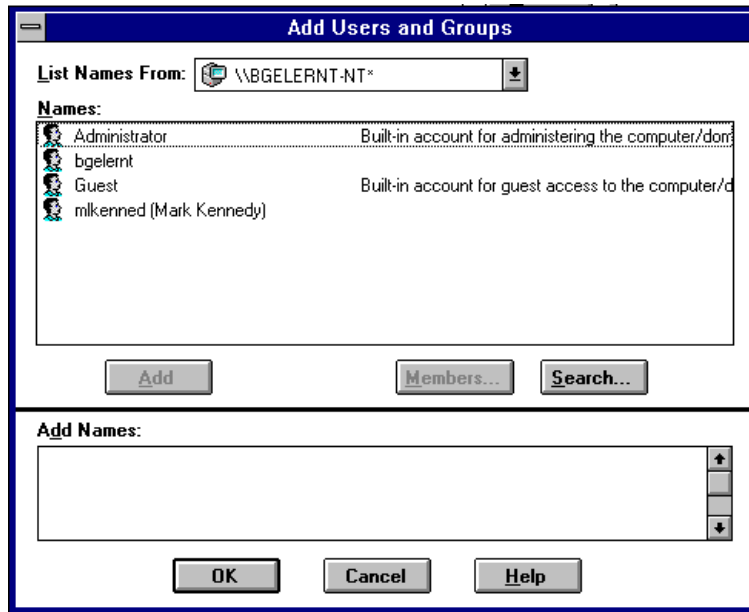 Add Users and Groups
List Names From: \\BGELERNT-NT*
Names:
Administrator Built-in account for administering the computer/dom
bgelernt
Guest Built-in account for guest access to the computer/d
mlkenned (Mark Kennedy)
Add Members... Search...
Add Names:
OK Cancel Help